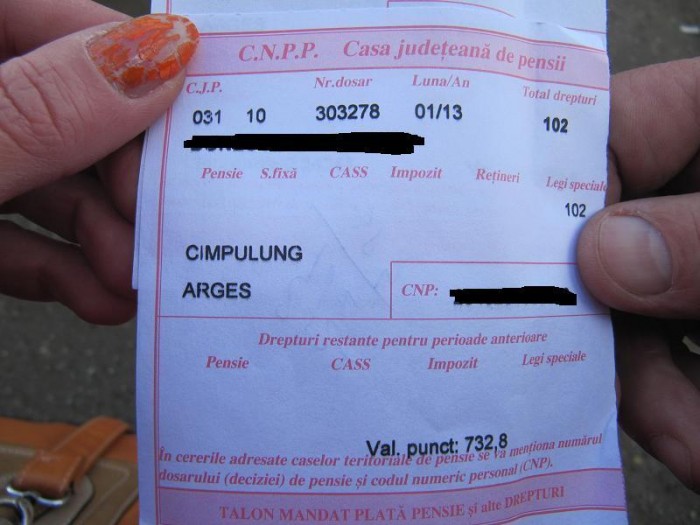 C.N.P.P. Casa județeană de pensii
C.J.P. Nr.dosar Luna/An Total drepturi
031 10 303278 01/13 102
Pensie S.fixă CASS Impozit Rețineri Legi speciale
102
CIMPULUNG
ARGES
CNP:
Drepturi restante pentru perioade anterioare
Pensie CASS Impozit Legi speciale
Val. punct: 732,8
În cererile adresate caselor teritoriale de pensie se va menționa numărul
dosarului (deciziei) de pensie și codul numeric personal (CNP).
TALON MANDAT PLATĂ PENSIE și alte DREPTURI